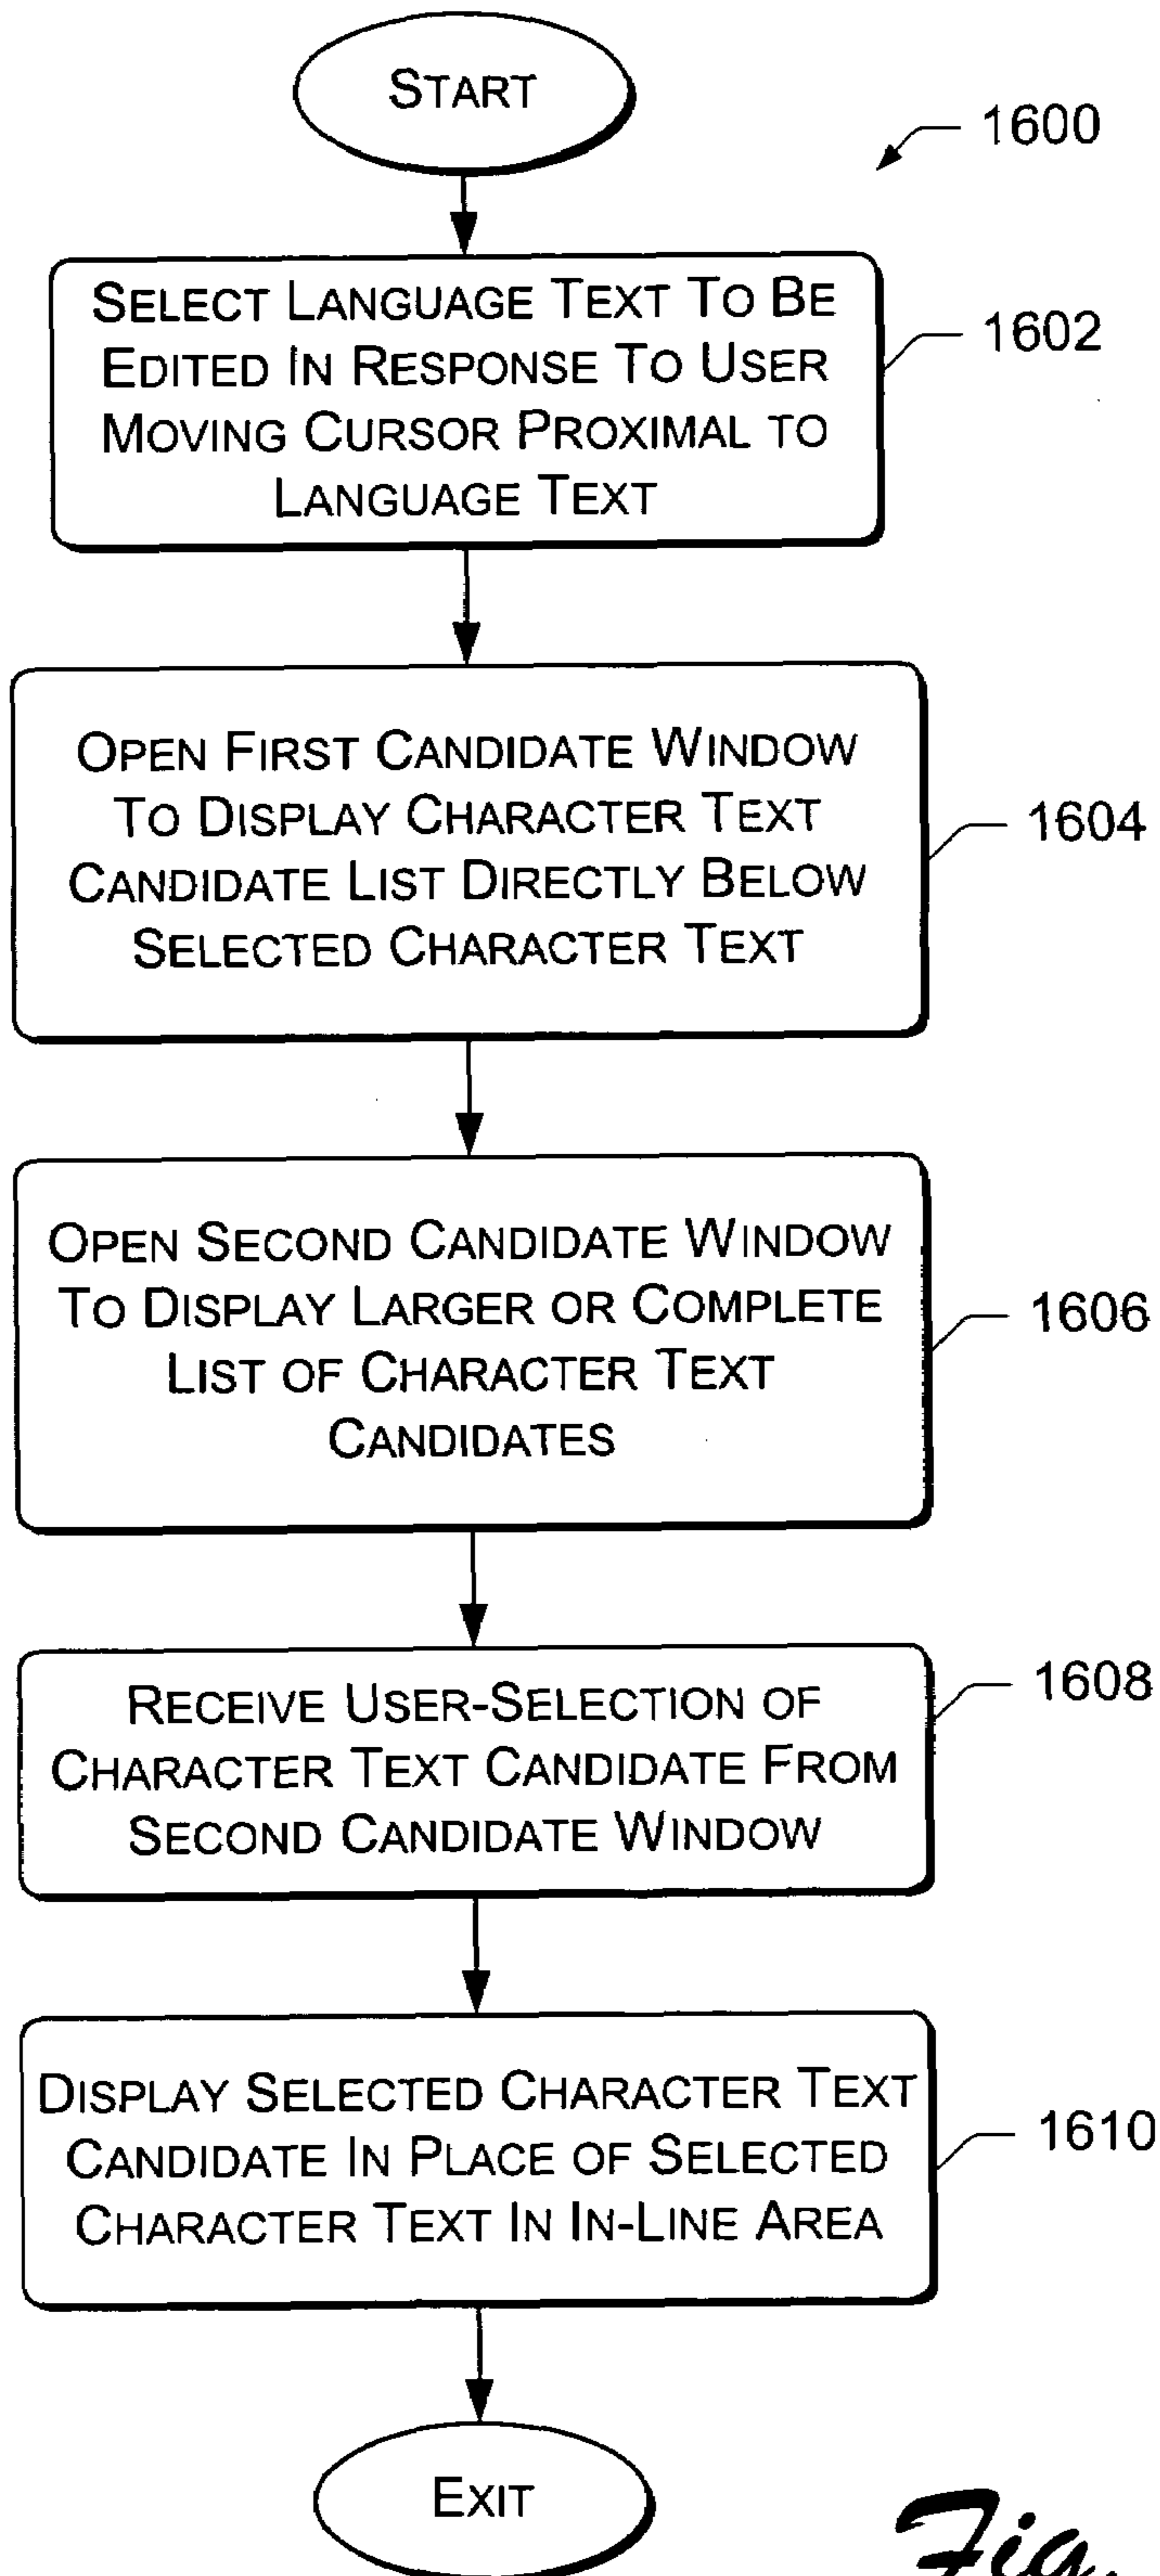 START
1600
SELECT LANGUAGE TEXT TO BE
EDITED IN RESPONSE TO USER
MOVING CURSOR PROXIMAL TO
LANGUAGE TEXT
1602
OPEN FIRST CANDIDATE WINDOW
TO DISPLAY CHARACTER TEXT
CANDIDATE LIST DIRECTLY BELOW
SELECTED CHARACTER TEXT
1604
OPEN SECOND CANDIDATE WINDOW
TO DISPLAY LARGER OR COMPLETE
LIST OF CHARACTER TEXT
CANDIDATES
1606
RECEIVE USER-SELECTION OF
CHARACTER TEXT CANDIDATE FROM
SECOND CANDIDATE WINDOW
1608
DISPLAY SELECTED CHARACTER TEXT
CANDIDATE IN PLACE OF SELECTED
CHARACTER TEXT IN IN-LINE AREA
1610
EXIT
Fig.